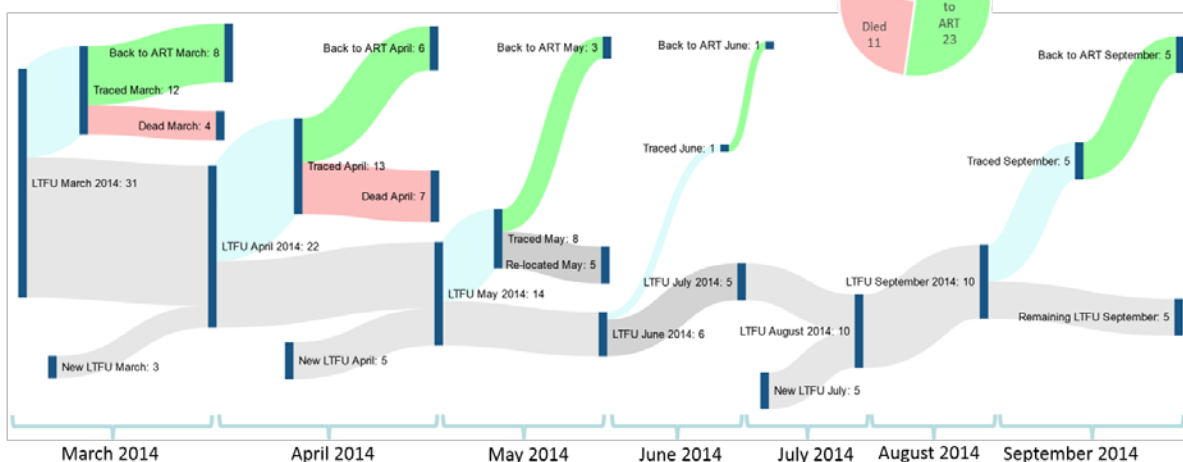 to
ART
23
Died
11
Back to ART March: 8
Traced March: 12
Dead March: 4
LTFU March 2014: 31
New LTFU March: 3
Back to ART April: 6
Traced April: 13
Dead April: 7
LTFU April 2014: 22
New LTFU April: 5
Back to ART May: 3
Traced May: 8
Re-located May: 5
LTFU May 2014: 14
Back to ART June: 1
Traced June: 1
LTFU June 2014: 6
LTFU July 2014: 5
LTFU August 2014: 10
New LTFU July: 5
LTFU September 2014: 10
Back to ART September: 5
Traced September: 5
Remaining LTFU September: 5
March 2014
April 2014
May 2014
June 2014
July 2014
August 2014
September 2014